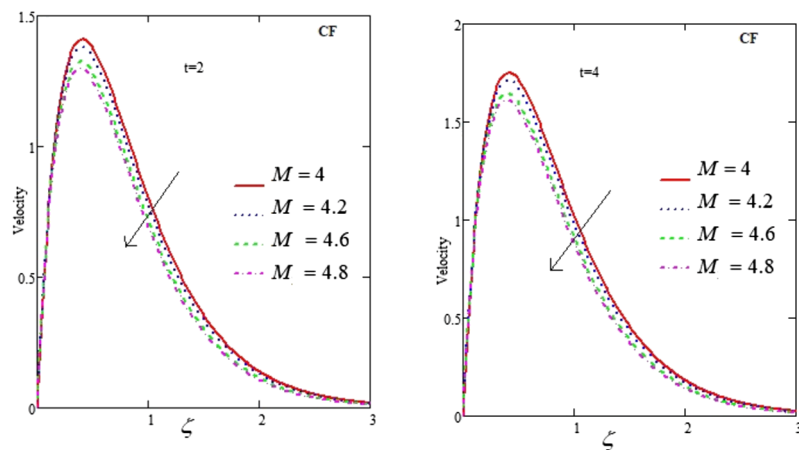 1.5
CF
t=2
1
M = 4
M = 4.2
M = 4.6
M = 4.8
Velocity
0.5
0
1
2
3
ζ
2
CF
t=4
1.5
M = 4
M = 4.2
M = 4.6
M = 4.8
1
Velocity
0.5
0
1
2
3
ζ